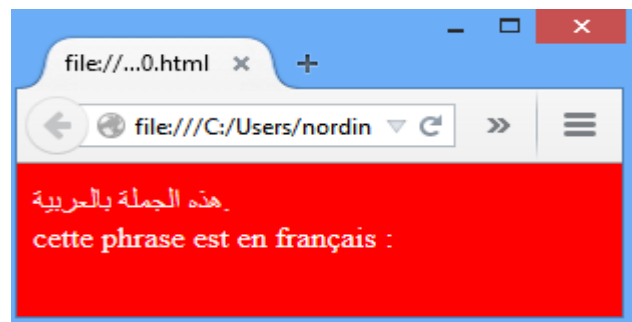 file://...0.html
file:///C:/Users/nordin
هذه الجملة بالعربية.
cette phrase est en français :